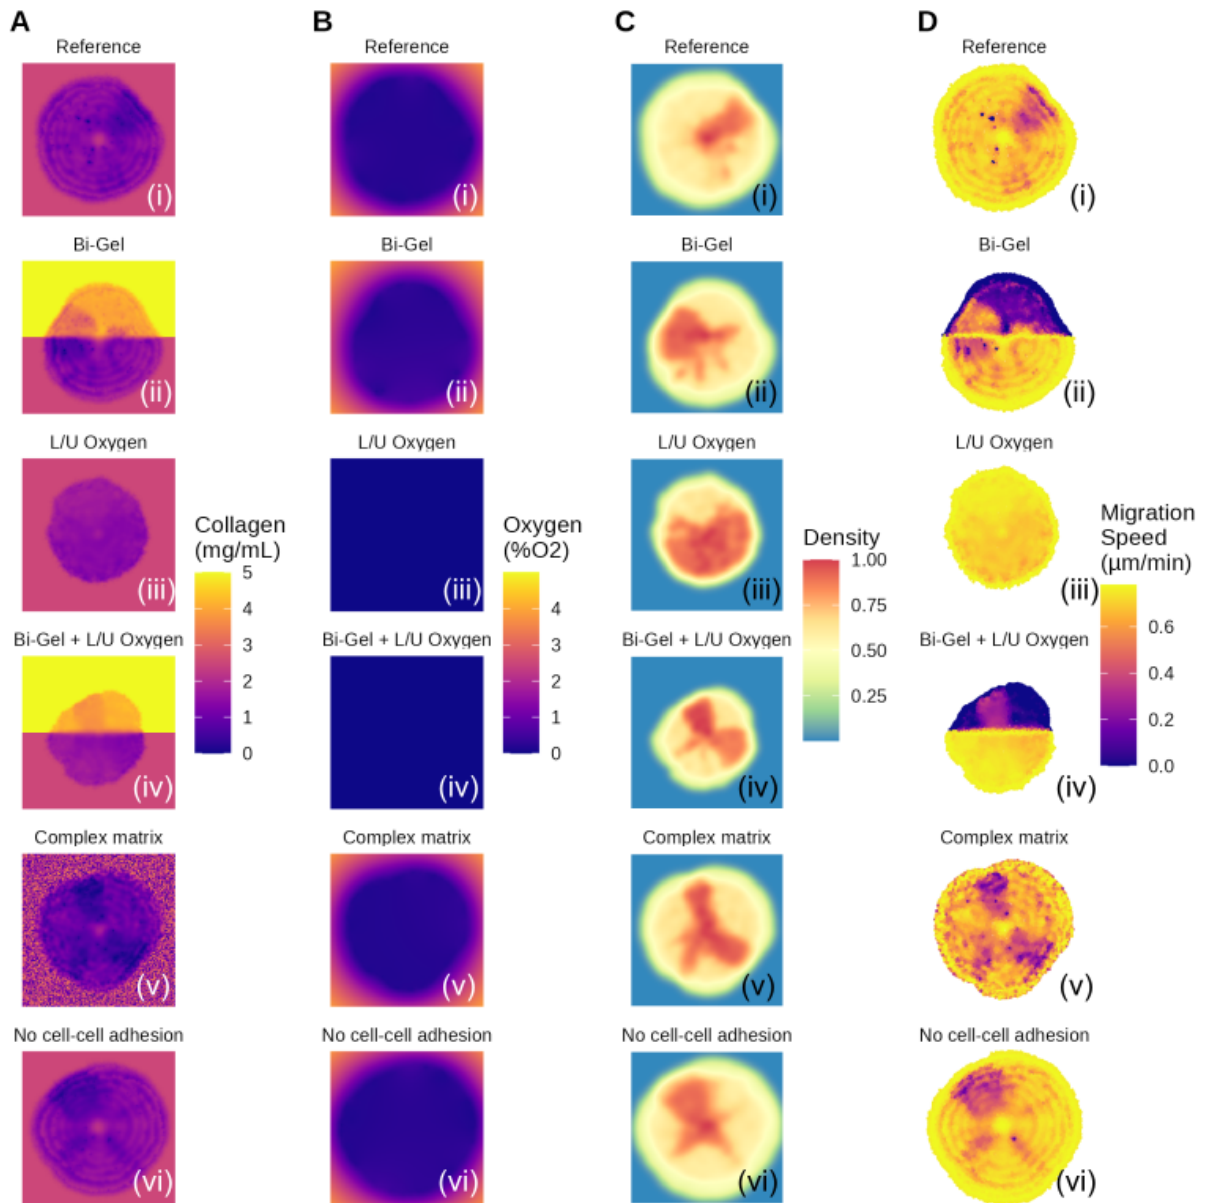 A B C D
Reference Reference Reference Reference
(i) (i) (i) (i)
Bi-Gel Bi-Gel Bi-Gel Bi-Gel
(ii) (ii) (ii) (ii)
L/U Oxygen L/U Oxygen L/U Oxygen L/U Oxygen
(iii) (iii) (iii) (iii)
Collagen
(mg/mL)
5
4
3
2
1
0
Oxygen
(%O2)
4
3
2
1
0
Density
1.00
0.75
0.50
0.25
Migration
Speed
(µm/min)
0.6
0.4
0.2
0.0
Bi-Gel + L/U Oxygen Bi-Gel + L/U Oxygen Bi-Gel + L/U Oxygen Bi-Gel + L/U Oxygen
(iv) (iv) (iv) (iv)
Complex matrix Complex matrix Complex matrix Complex matrix
(v) (v) (v) (v)
No cell-cell adhesion No cell-cell adhesion No cell-cell adhesion No cell-cell adhesion
(vi) (vi) (vi) (vi)